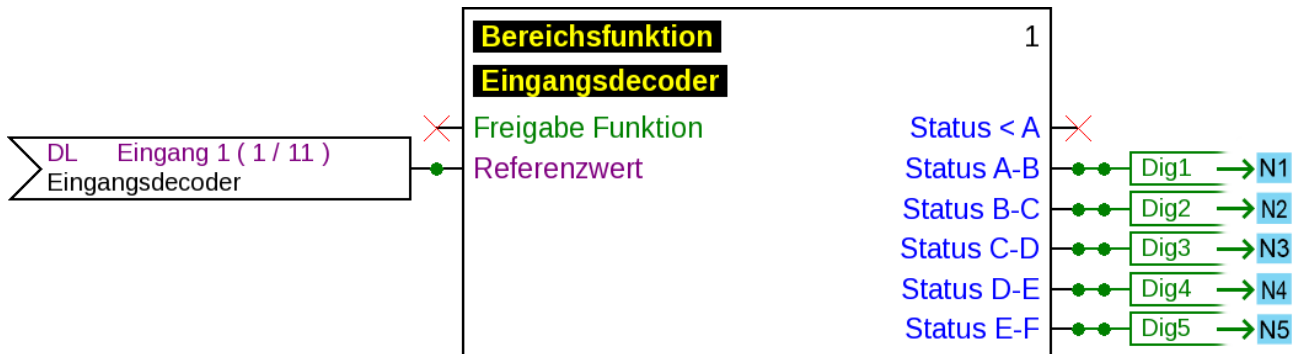 Bereichsfunktion 1
Eingangsdecoder
Freigabe Funktion Status < A
DL Eingang 1 ( 1 / 11 )
Eingangsdecoder
Referenzwert Status A-B Dig1 N1
Status B-C Dig2 N2
Status C-D Dig3 N3
Status D-E Dig4 N4
Status E-F Dig5 N5